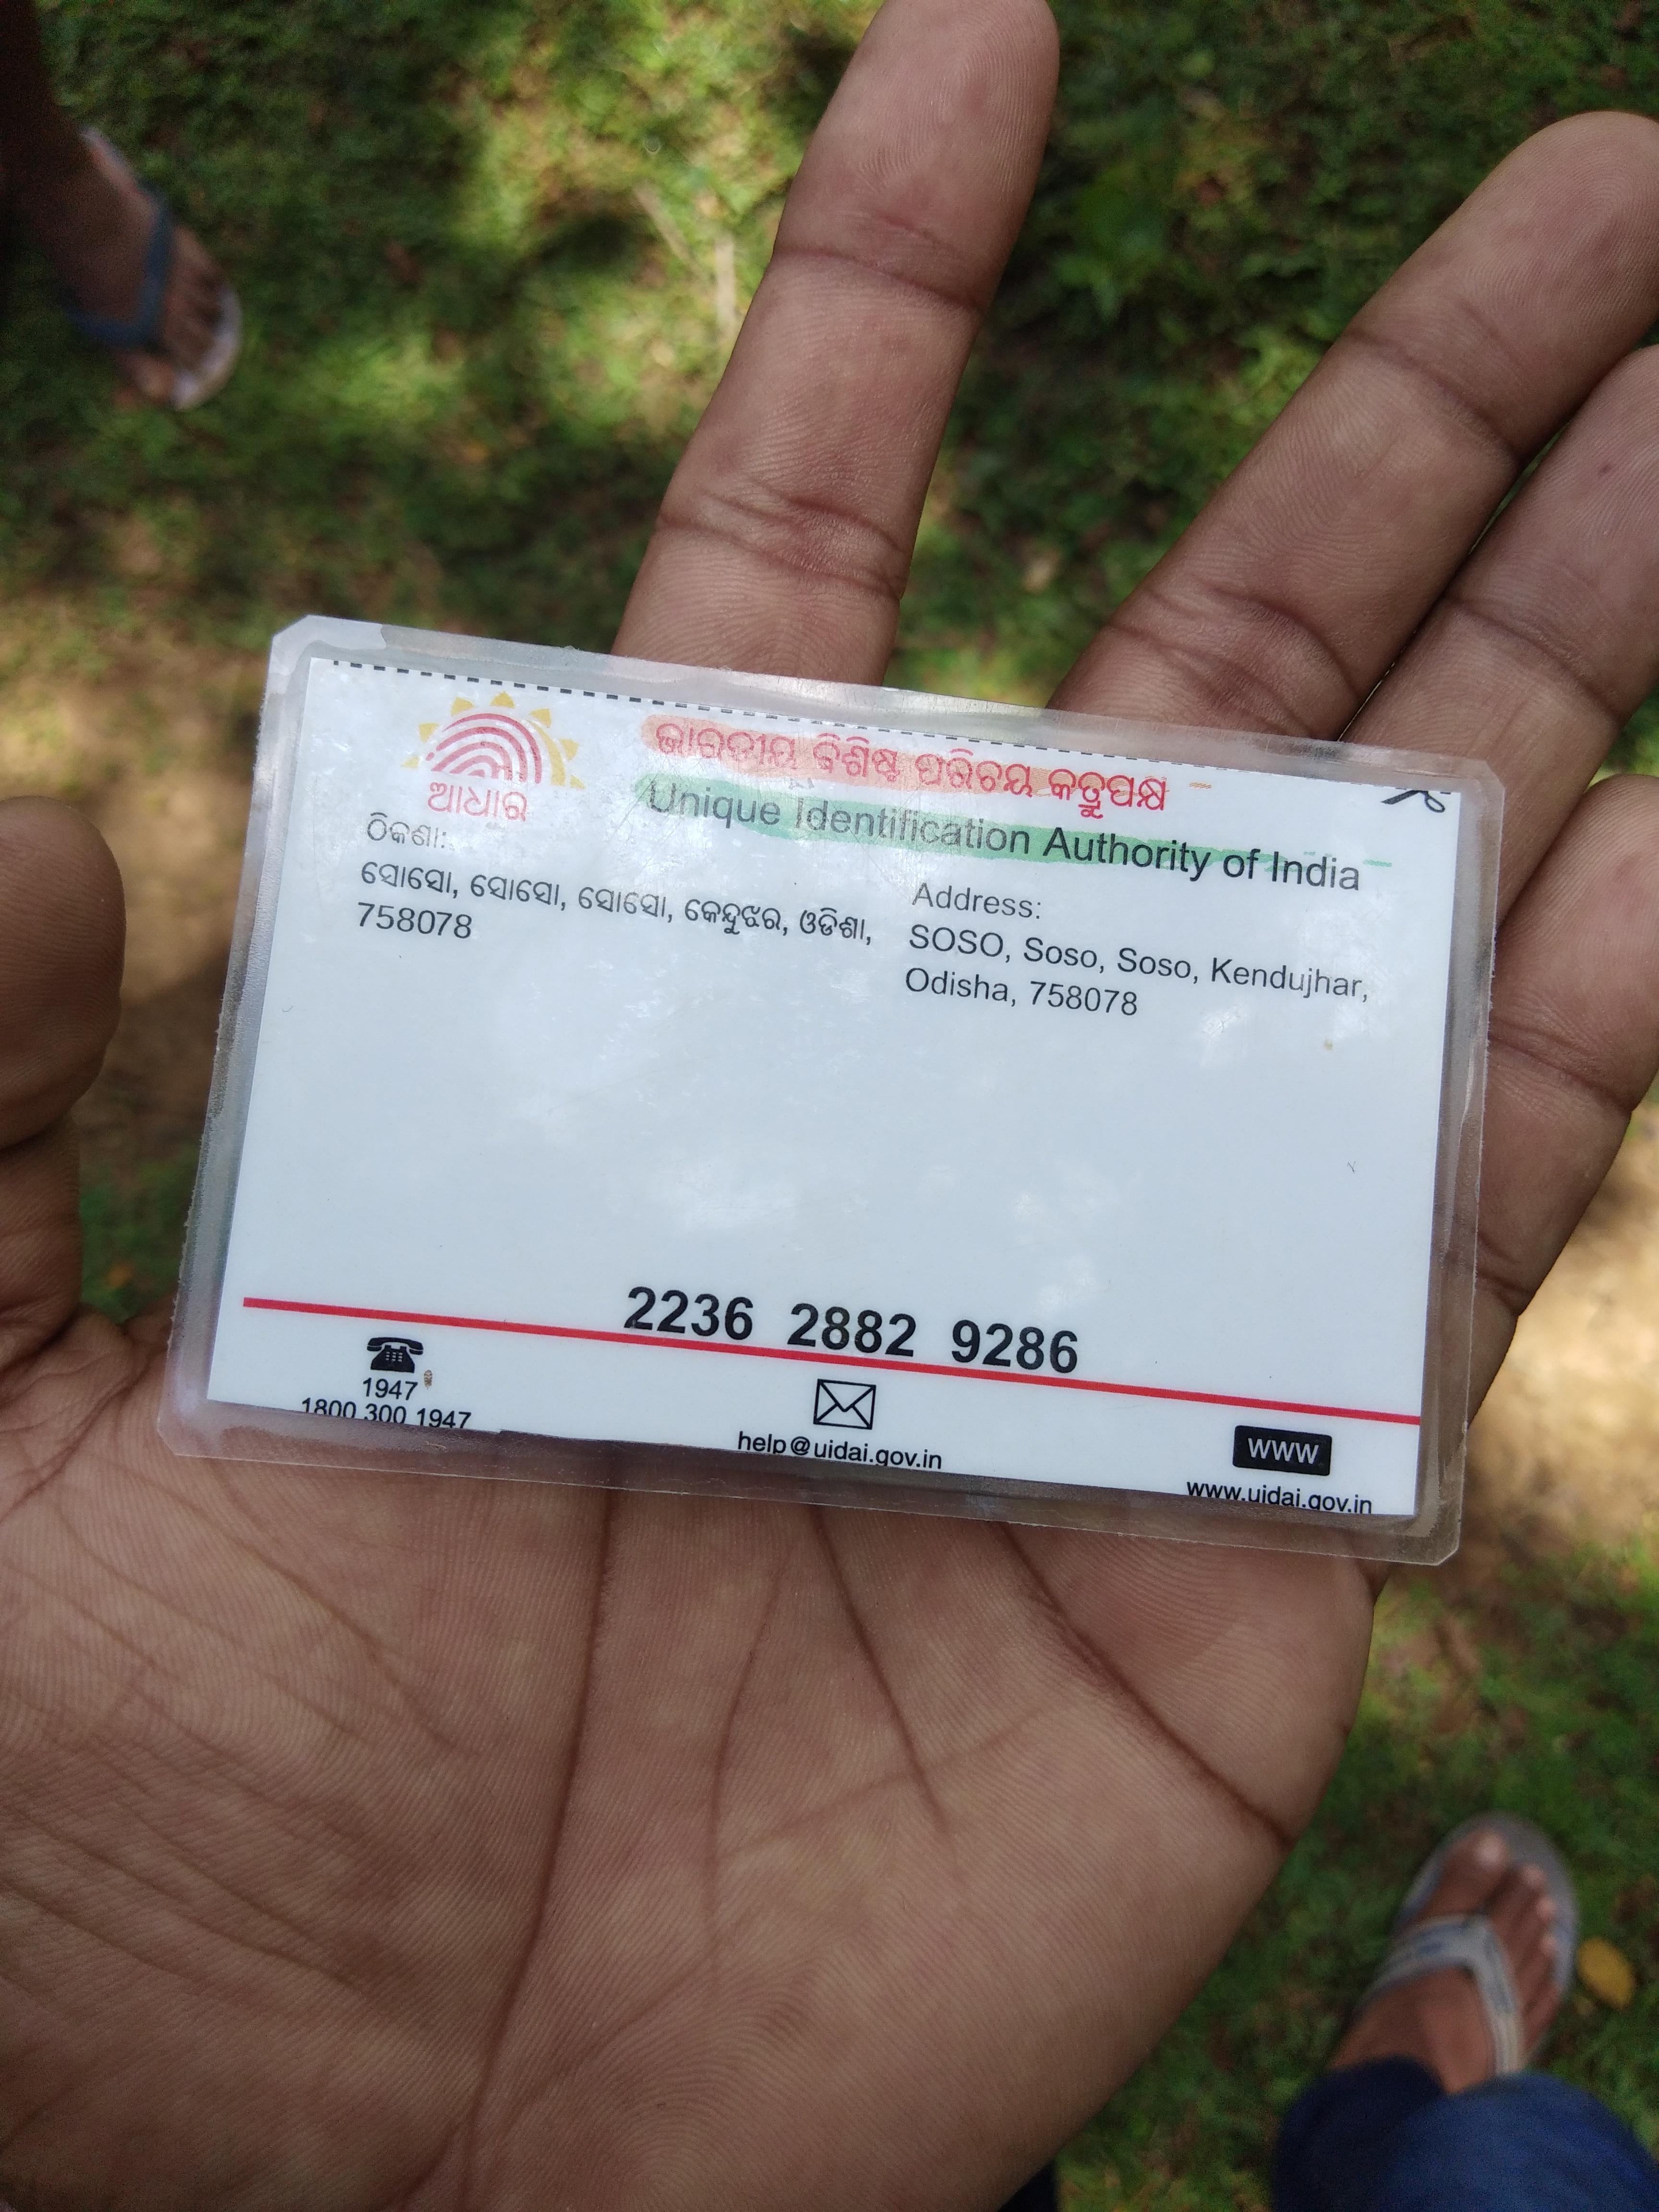 ଭାରତୀୟ ବିଶିଷ୍ଟ ପରିଚୟ କର୍ତ୍ତୃପକ୍ଷ
Unique Identification Authority of India
ଆଧାର
ଠିକଣା:
ସୋସୋ, ସୋସୋ, ସୋସୋ, କେନ୍ଦୁଝର, ଓଡିଶା,
758078
Address:
SOSO, Soso, Soso, Kendujhar,
Odisha, 758078
2236 2882 9286
1947
1800 300 1947
help@uidai.gov.in
www
www.uidai.gov.in